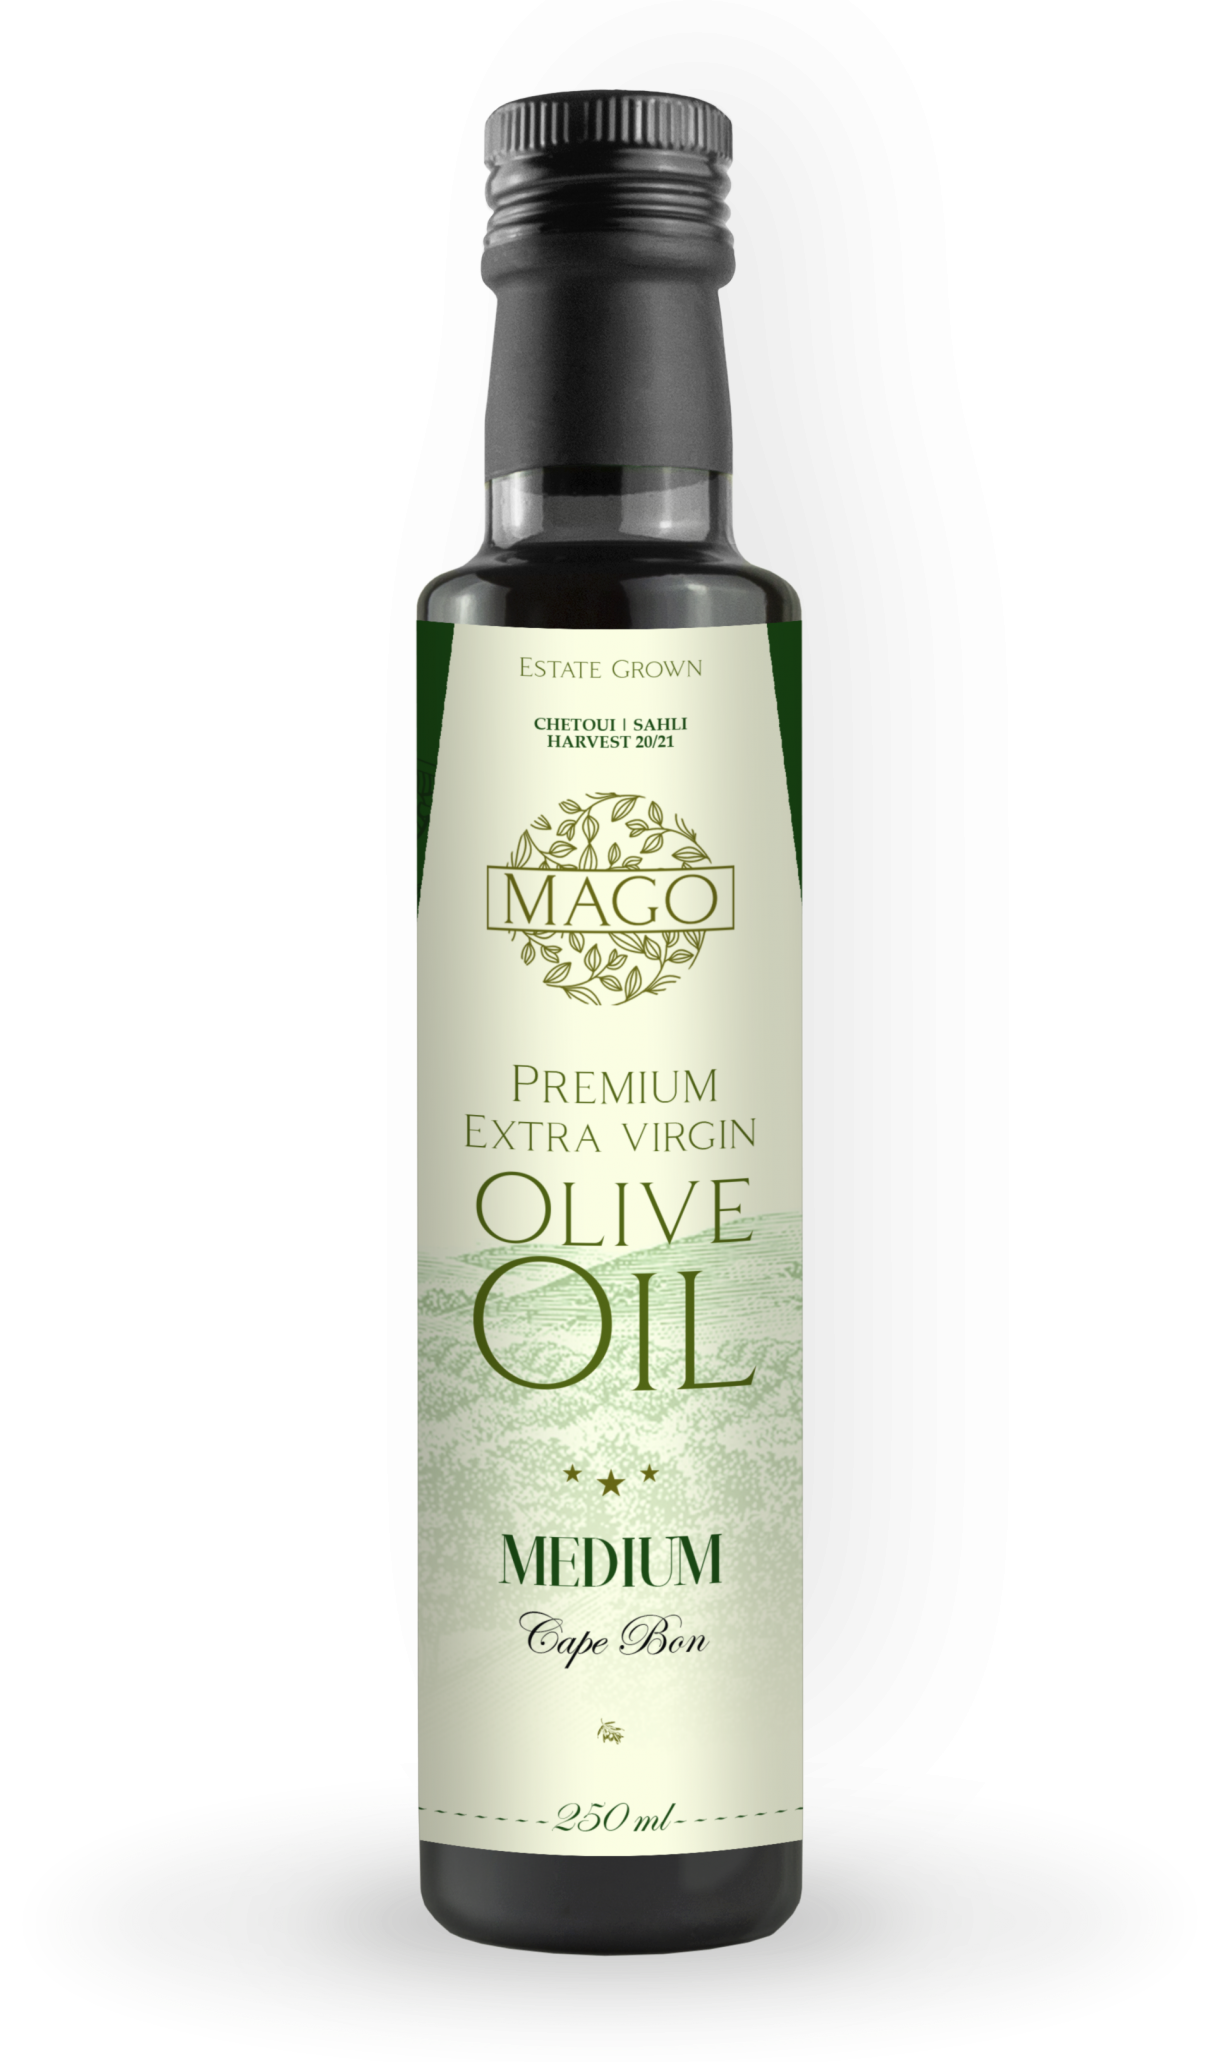 ESTATE GROWN
CHETOUI | SAHLI
HARVEST 20/21
MAGO
PREMIUM
EXTRA VIRGIN
OLIVE
OIL
MEDIUM
Cape Bon
250 ml